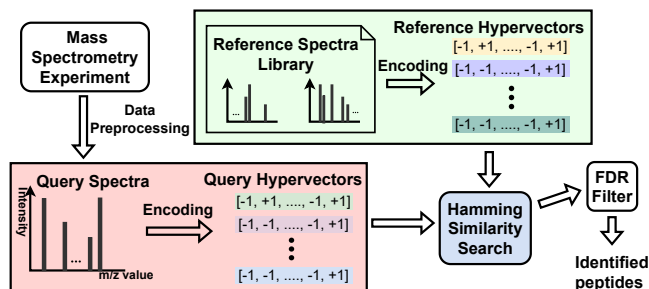 Mass
Spectrometry
Experiment
Data
Preprocessing
Reference Spectra
Library
...
...
Encoding
Reference Hypervectors
[-1, +1, ...., -1, +1]
[-1, -1, ...., -1, +1]
[-1, -1, ...., -1, +1]
Query Spectra
Intensity
...
m/z value
Encoding
Query Hypervectors
[-1, +1, ...., -1, +1]
[-1, -1, ...., -1, +1]
[-1, -1, ...., -1, +1]
Hamming
Similarity
Search
FDR
Filter
Identified
peptides